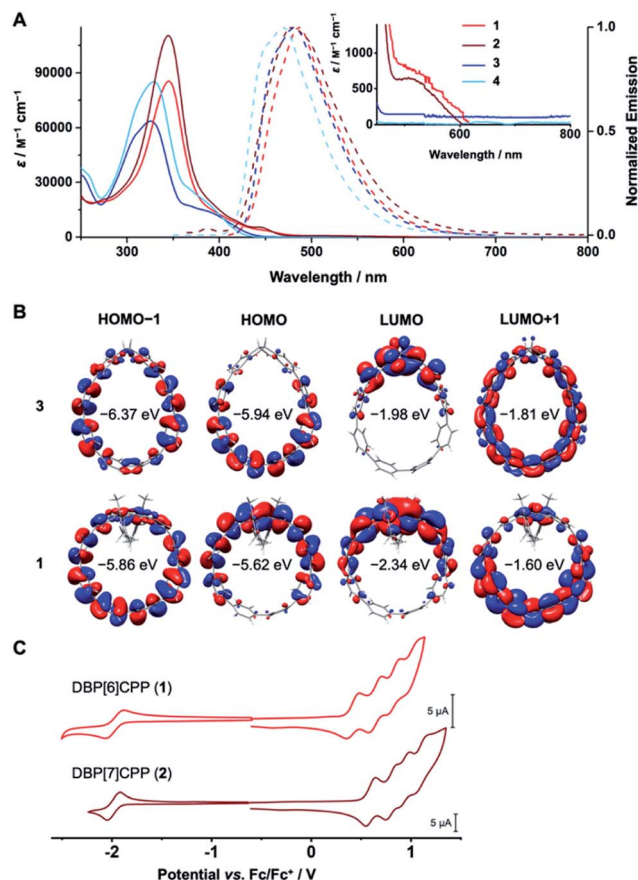 A
90000
60000
30000
0
ε / M⁻¹ cm⁻¹
300 400 500 600 700 800
Wavelength / nm
1.0
0.5
0.0
Normalized Emission
1000
500
0
ε / M⁻¹ cm⁻¹
600 800
Wavelength / nm
1
2
3
4
B
HOMO−1 HOMO LUMO LUMO+1
3
−6.37 eV −5.94 eV −1.98 eV −1.81 eV
1
−5.86 eV −5.62 eV −2.34 eV −1.60 eV
C
DBP[6]CPP (1)
5 μA
DBP[7]CPP (2)
5 μA
−2 −1 0 1
Potential vs. Fc/Fc⁺ / V